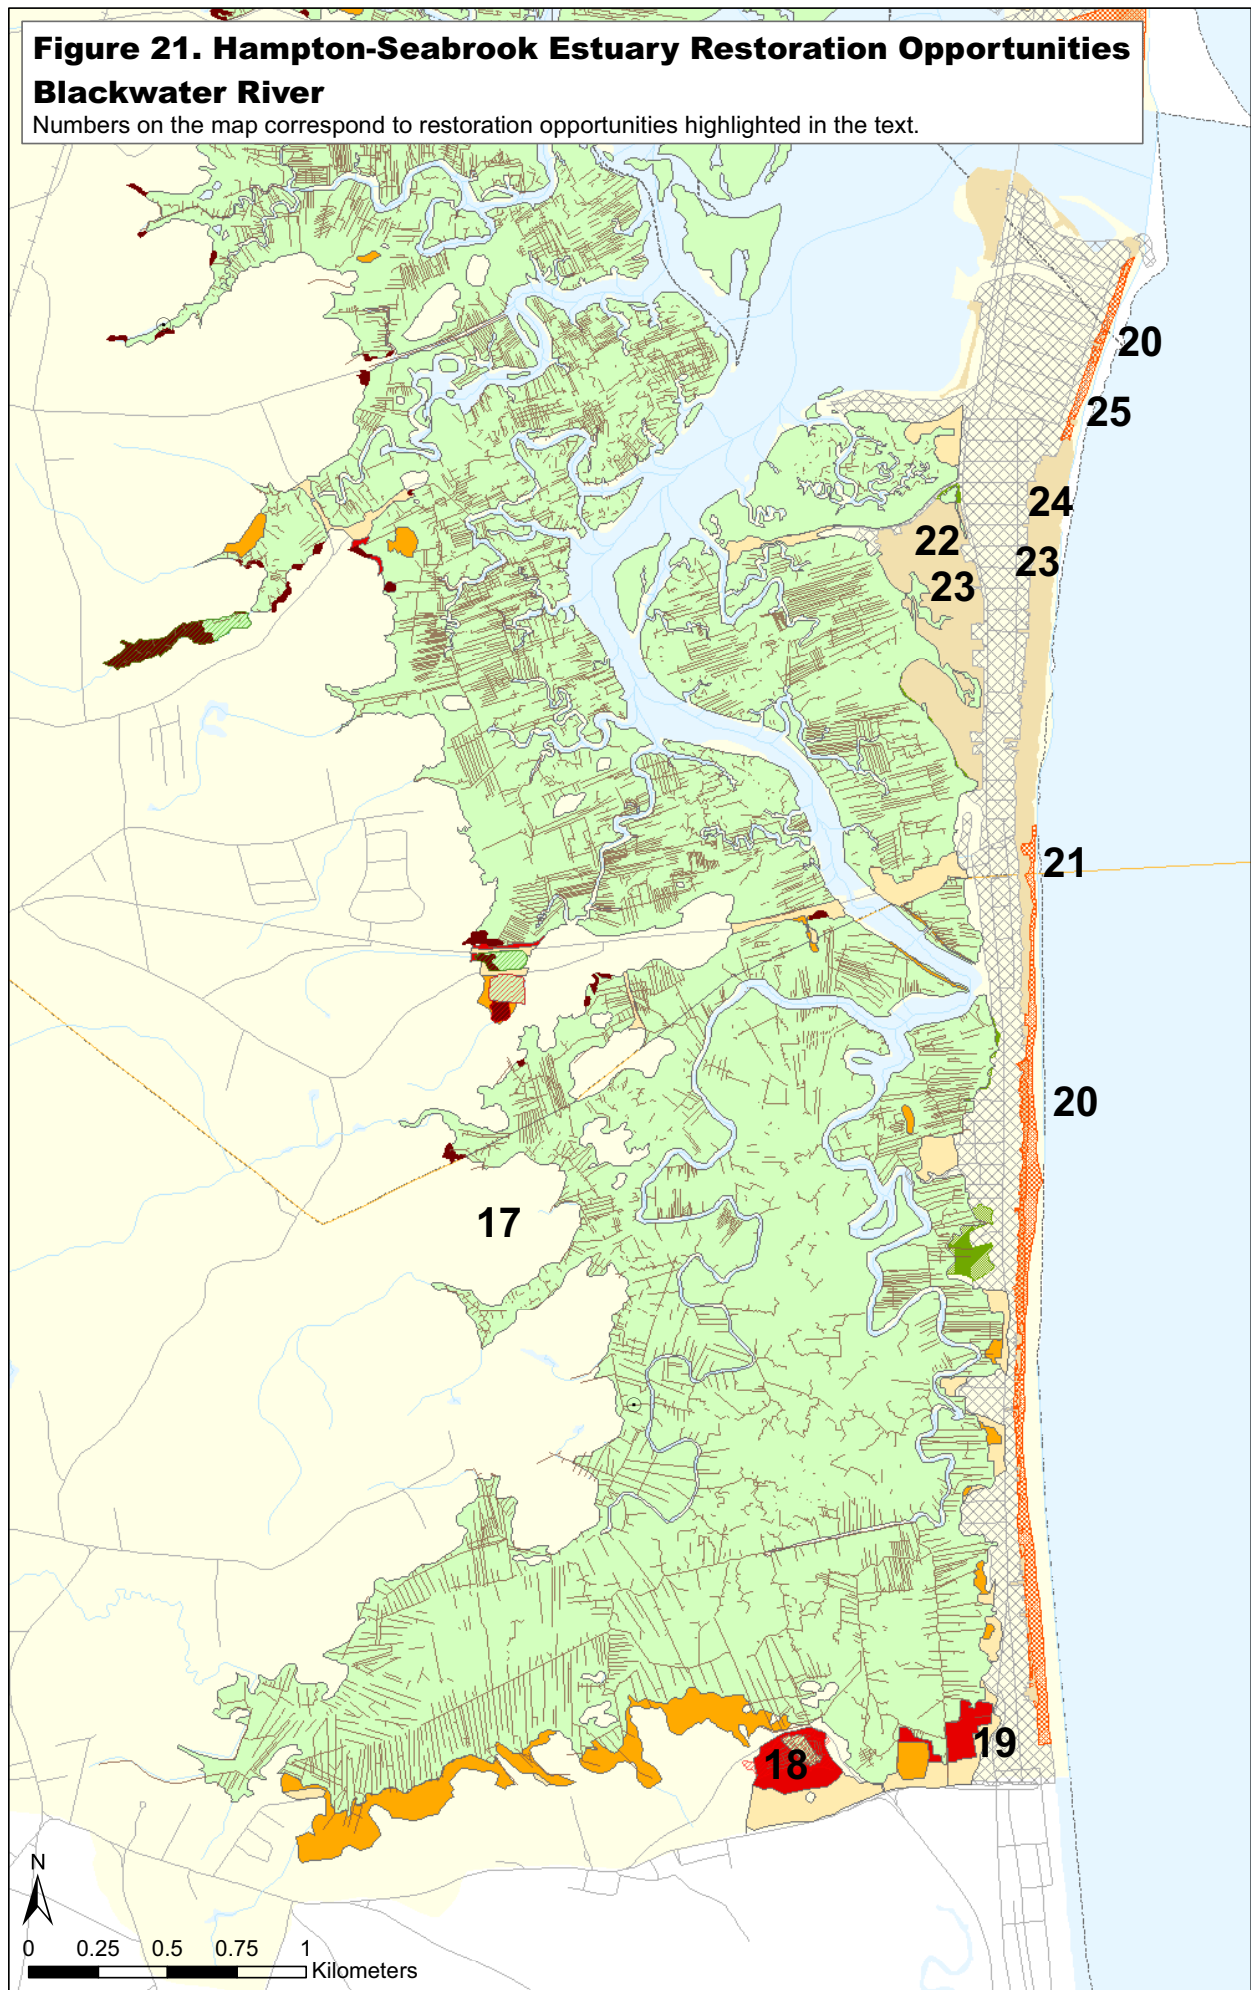 Figure 21. Hampton-Seabrook Estuary Restoration Opportunities
Blackwater River
Numbers on the map correspond to restoration opportunities highlighted in the text.
20
25
24
22
23
23
21
20
17
19
18
N
0 0.25 0.5 0.75 1
Kilometers